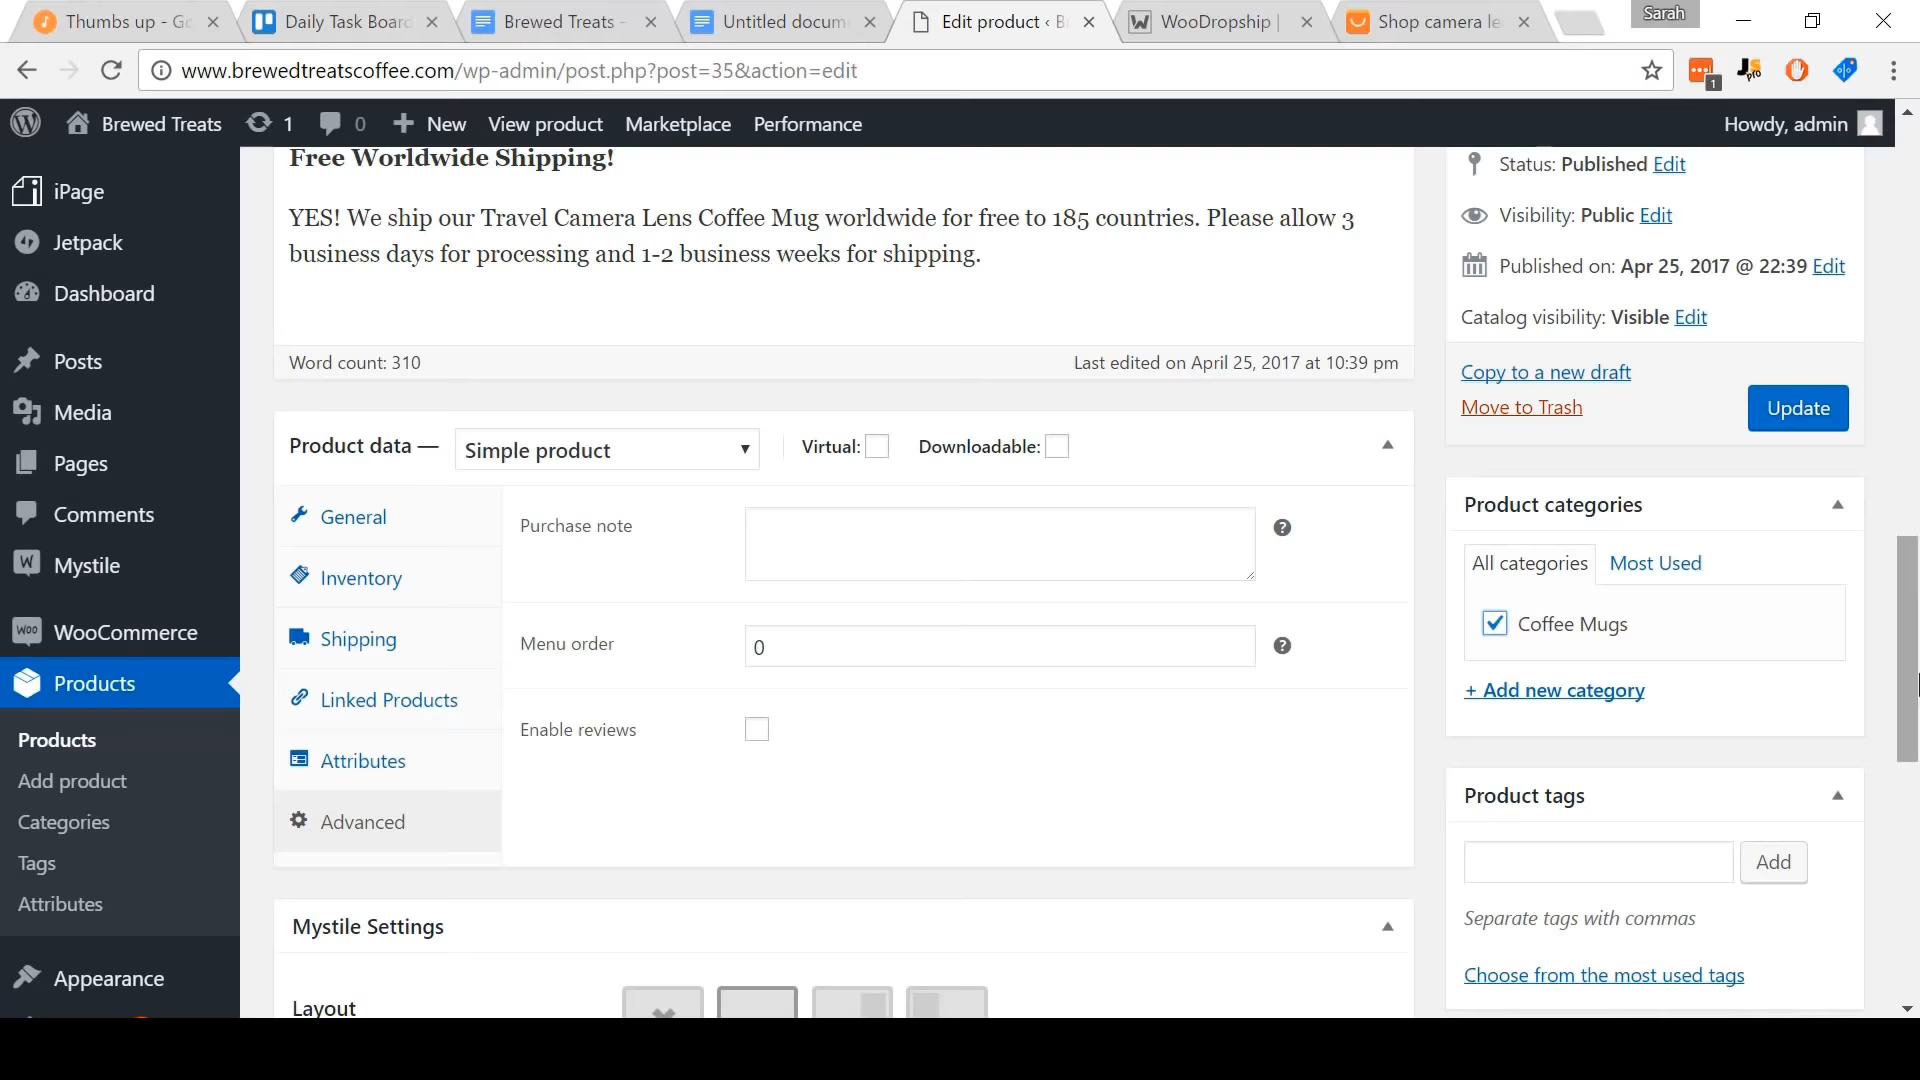 Thumbs up - Go
Daily Task Board
Brewed Treats -
Untitled docum
Edit product ‹ B
WooDropship |
Shop camera le
Sarah
www.brewedtreatscoffee.com/wp-admin/post.php?post=35&action=edit
1
Brewed Treats
1
0
New
View product
Marketplace
Performance
Howdy, admin
iPage
Jetpack
Dashboard
Posts
Media
Pages
Comments
Mystile
WooCommerce
Products
Products
Add product
Categories
Tags
Attributes
Appearance
Free Worldwide Shipping!
YES! We ship our Travel Camera Lens Coffee Mug worldwide for free to 185 countries. Please allow 3
business days for processing and 1-2 business weeks for shipping.
Word count: 310
Last edited on April 25, 2017 at 10:39 pm
Product data —
Simple product
Virtual:
Downloadable:
General
Inventory
Shipping
Linked Products
Attributes
Advanced
Purchase note
Menu order
0
Enable reviews
Mystile Settings
Layout
Status: Published Edit
Visibility: Public Edit
Published on: Apr 25, 2017 @ 22:39 Edit
Catalog visibility: Visible Edit
Copy to a new draft
Move to Trash
Update
Product categories
All categories
Most Used
Coffee Mugs
+ Add new category
Product tags
Add
Separate tags with commas
Choose from the most used tags